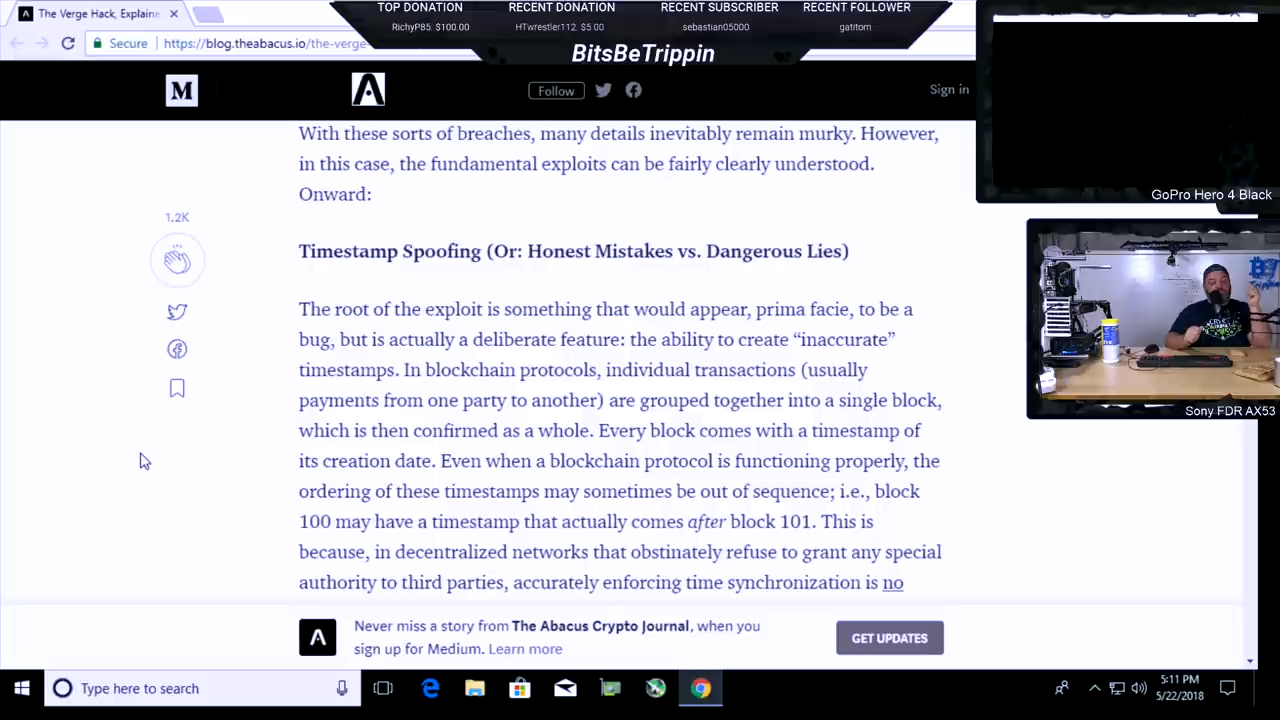 The Verge Hack, Explaine
TOP DONATION
RichyP85: $100.00
RECENT DONATION
HTwrestler112: $5.00
RECENT SUBSCRIBER
sebastian05000
RECENT FOLLOWER
gatitom
BitsBeTrippin
Secure
https://blog.theabacus.io/the-verge-
M
A
Follow
Sign in
With these sorts of breaches, many details inevitably remain murky. However,
in this case, the fundamental exploits can be fairly clearly understood.
Onward:
1.2K
Timestamp Spoofing (Or: Honest Mistakes vs. Dangerous Lies)
The root of the exploit is something that would appear, prima facie, to be a
bug, but is actually a deliberate feature: the ability to create “inaccurate”
timestamps. In blockchain protocols, individual transactions (usually
payments from one party to another) are grouped together into a single block,
which is then confirmed as a whole. Every block comes with a timestamp of
its creation date. Even when a blockchain protocol is functioning properly, the
ordering of these timestamps may sometimes be out of sequence; i.e., block
100 may have a timestamp that actually comes after block 101. This is
because, in decentralized networks that obstinately refuse to grant any special
authority to third parties, accurately enforcing time synchronization is no
GoPro Hero 4 Black
Sony FDR AX53
A
Never miss a story from The Abacus Crypto Journal, when you
sign up for Medium. Learn more
GET UPDATES
Type here to search
5:11 PM
5/22/2018